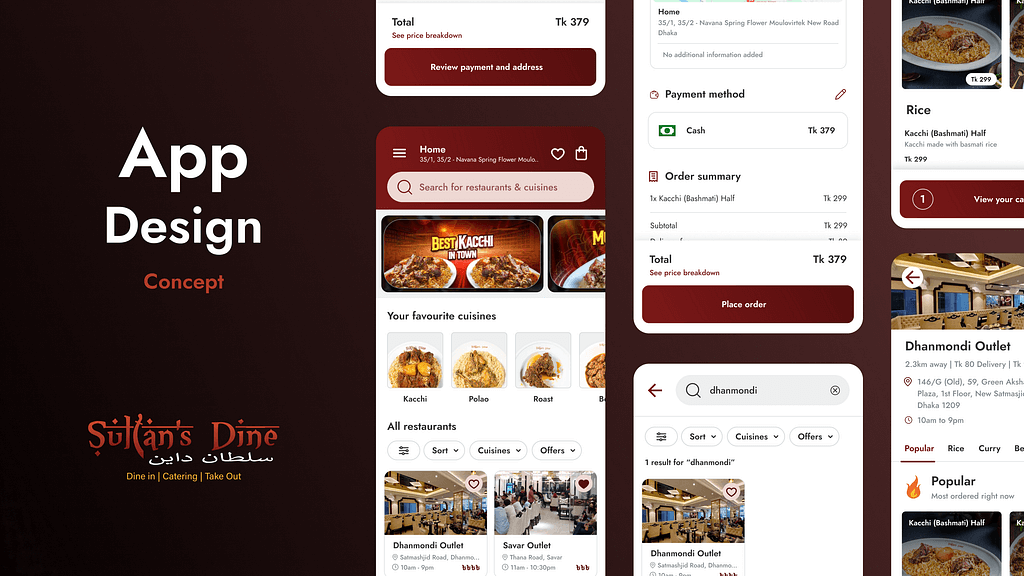 App
Design
Concept
Sultan's Dine
سلطان داين
Dine in | Catering | Take Out
Total
Tk 379
See price breakdown
Review payment and address
Home
35/1, 35/2 - Navana Spring Flower Moulo..
Search for restaurants & cuisines
BEST KACCHI
IN TOWN
Your favourite cuisines
Kacchi
Polao
Roast
All restaurants
Sort
Cuisines
Offers
Dhanmondi Outlet
Satmashjid Road, Dhanmo...
10am - 9pm
৳৳৳৳
Savar Outlet
Thana Road, Savar
11am - 10:30pm
৳৳৳
Home
35/1, 35/2 - Navana Spring Flower Moulovirtek New Road
Dhaka
No additional information added
Payment method
Cash
Tk 379
Order summary
1x Kacchi (Bashmati) Half
Tk 299
Subtotal
Tk 299
Total
Tk 379
See price breakdown
Place order
dhanmondi
Sort
Cuisines
Offers
1 result for “dhanmondi”
Dhanmondi Outlet
Satmashjid Road, Dhanmo...
Kacchi (Bashmati) Half
Tk 299
Rice
Kacchi (Bashmati) Half
Kacchi made with basmati rice
Tk 299
1
View your ca
Dhanmondi Outlet
2.3km away | Tk 80 Delivery | Tk
146/G (Old), 59, Green Aksh
Plaza, 1st Floor, New Satmasji
Dhaka 1209
10am to 9pm
Popular
Rice
Curry
Be
Popular
Most ordered right now
Kacchi (Bashmati) Half